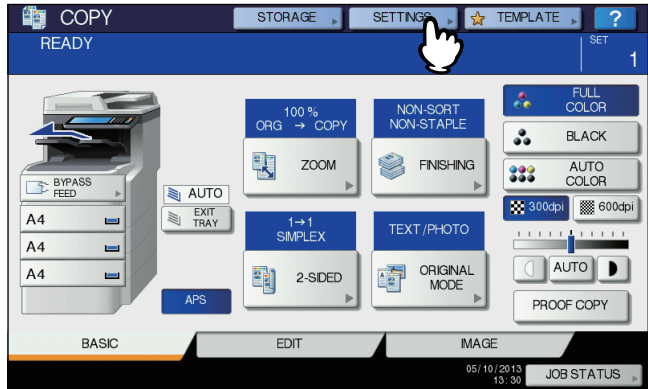 COPY
STORAGE
SETTINGS
TEMPLATE
?
READY
SET
1
100 %
ORG → COPY
ZOOM
NON-SORT
NON-STAPLE
FINISHING
FULL
COLOR
BLACK
AUTO
COLOR
300dpi
600dpi
BYPASS
FEED
AUTO
EXIT
TRAY
A4
A4
A4
APS
1→1
SIMPLEX
2-SIDED
TEXT/PHOTO
ORIGINAL
MODE
AUTO
PROOF COPY
BASIC
EDIT
IMAGE
05/10/2013
13:30
JOB STATUS